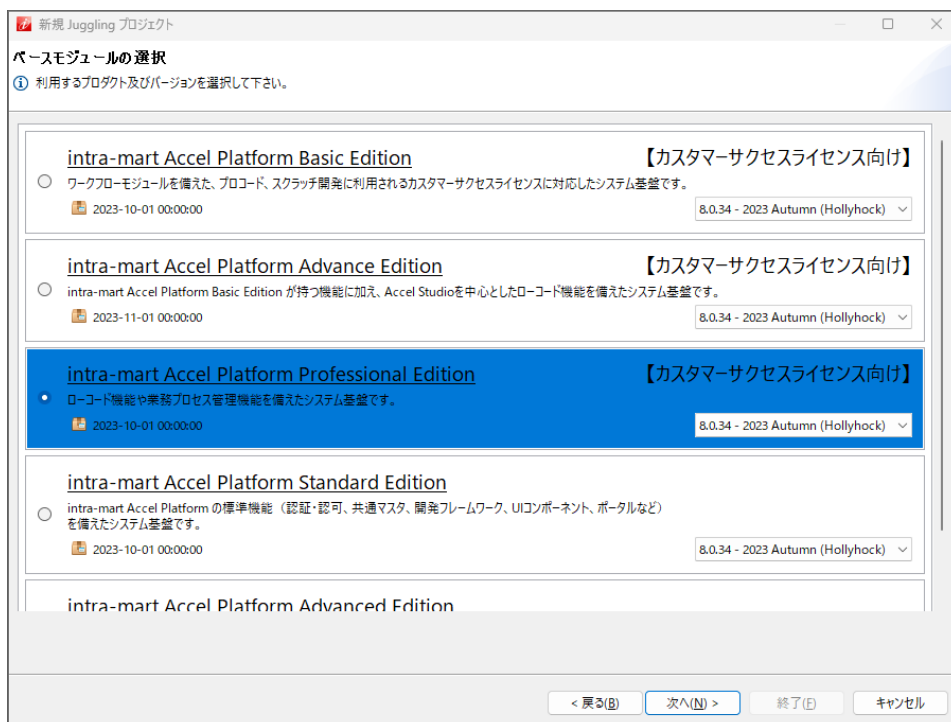 新規 Juggling プロジェクト
ベースモジュールの選択
利用するプロダクト及びバージョンを選択して下さい。
intra-mart Accel Platform Basic Edition 【カスタマーサクセスライセンス向け】
ワークフローモジュールを備えた、プロコード、スクラッチ開発に利用されるカスタマーサクセスライセンスに対応したシステム基盤です。
2023-10-01 00:00:00 8.0.34 - 2023 Autumn (Hollyhock)
intra-mart Accel Platform Advance Edition 【カスタマーサクセスライセンス向け】
intra-mart Accel Platform Basic Edition が持つ機能に加え、Accel Studioを中心としたローコード機能を備えたシステム基盤です。
2023-11-01 00:00:00 8.0.34 - 2023 Autumn (Hollyhock)
intra-mart Accel Platform Professional Edition 【カスタマーサクセスライセンス向け】
ローコード機能や業務プロセス管理機能を備えたシステム基盤です。
2023-10-01 00:00:00 8.0.34 - 2023 Autumn (Hollyhock)
intra-mart Accel Platform Standard Edition
intra-mart Accel Platform の標準機能（認証・認可、共通マスタ、開発フレームワーク、UIコンポーネント、ポータルなど）
を備えたシステム基盤です。
2023-10-01 00:00:00 8.0.34 - 2023 Autumn (Hollyhock)
intra-mart Accel Platform Advanced Edition
< 戻る(B) 次へ(N) > 終了(F) キャンセル